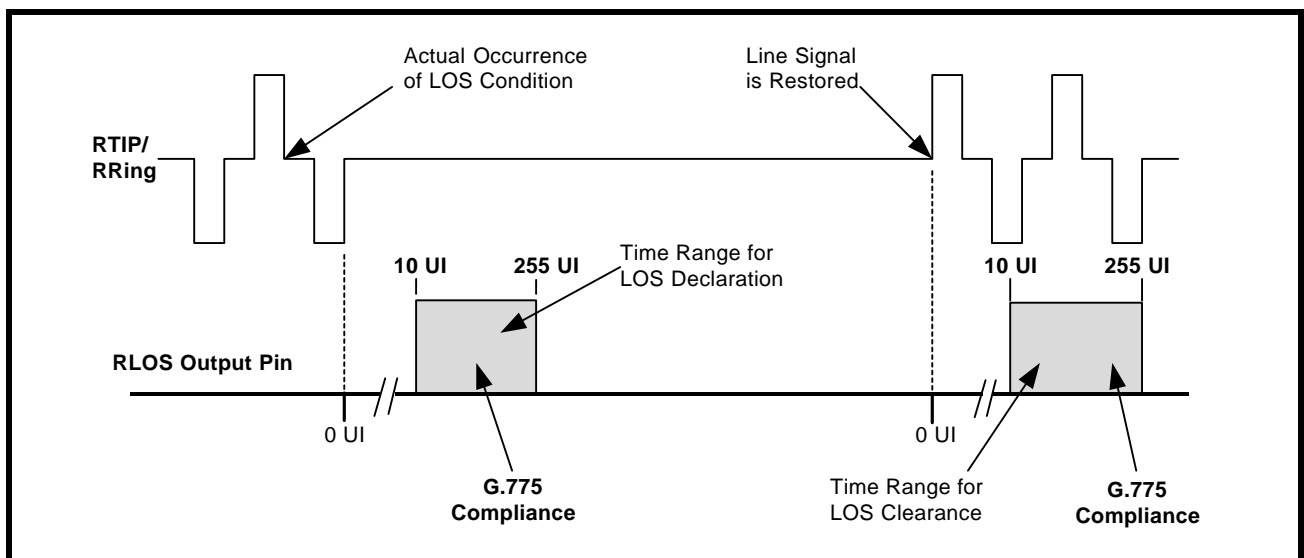 Actual Occurrence
of LOS Condition
Line Signal
is Restored
RTIP/
RRing
10 UI
255 UI
Time Range for
LOS Declaration
10 UI
255 UI
RLOS Output Pin
0 UI
0 UI
G.775
Compliance
Time Range for
LOS Clearance
G.775
Compliance